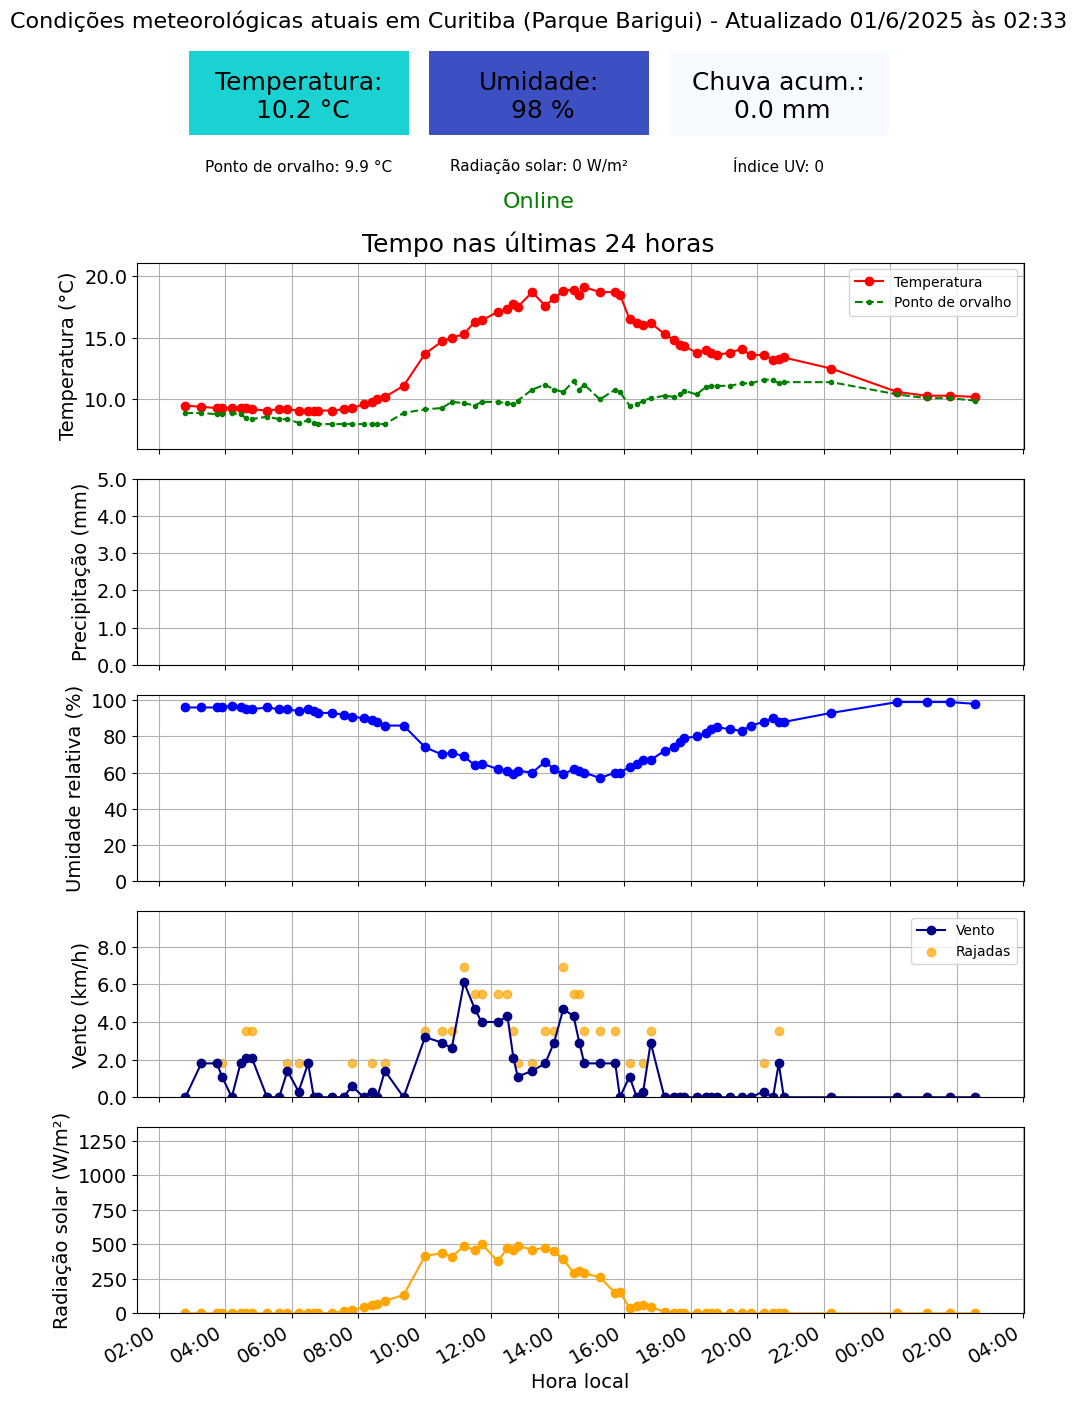 Condições meteorológicas atuais em Curitiba (Parque Barigui) - Atualizado 01/6/2025 às 02:33
Temperatura:
10.2 °C
Umidade:
98 %
Chuva acum.:
0.0 mm
Ponto de orvalho: 9.9 °C
Radiação solar: 0 W/m²
Índice UV: 0
Online
Tempo nas últimas 24 horas
Temperatura (°C)
20.0
15.0
10.0
Temperatura
Ponto de orvalho
Precipitação (mm)
5.0
4.0
3.0
2.0
1.0
0.0
Umidade relativa (%)
100
80
60
40
20
0
Vento (km/h)
8.0
6.0
4.0
2.0
0.0
Vento
Rajadas
Radiação solar (W/m²)
1250
1000
750
500
250
0
02:00
04:00
06:00
08:00
10:00
12:00
14:00
16:00
18:00
20:00
22:00
00:00
02:00
04:00
Hora local